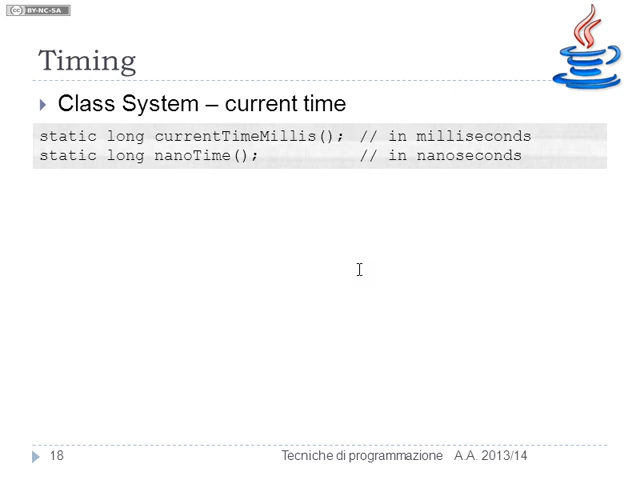 cc BY-NC-SA
Timing
Class System – current time
static long currentTimeMillis(); // in milliseconds
static long nanoTime(); // in nanoseconds
18
Tecniche di programmazione A.A. 2013/14